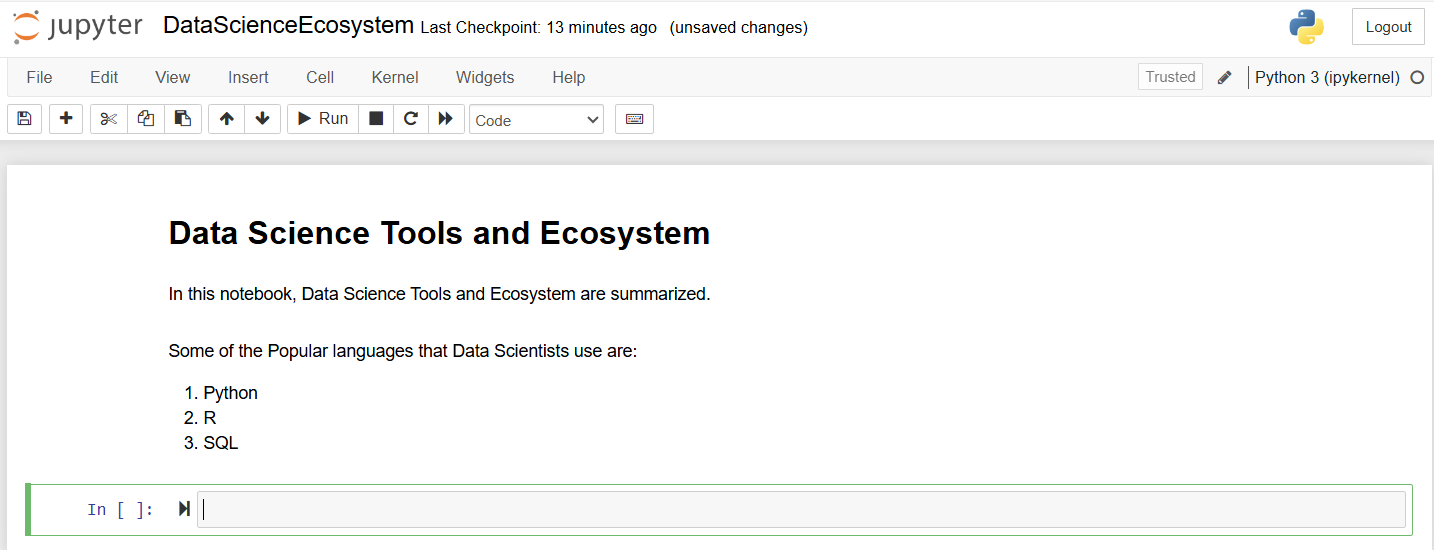 jupyter DataScienceEcosystem Last Checkpoint: 13 minutes ago (unsaved changes) Logout
File Edit View Insert Cell Kernel Widgets Help Trusted Python 3 (ipykernel)
Run Code
Data Science Tools and Ecosystem
In this notebook, Data Science Tools and Ecosystem are summarized.
Some of the Popular languages that Data Scientists use are:
1. Python
2. R
3. SQL
In [ ]: